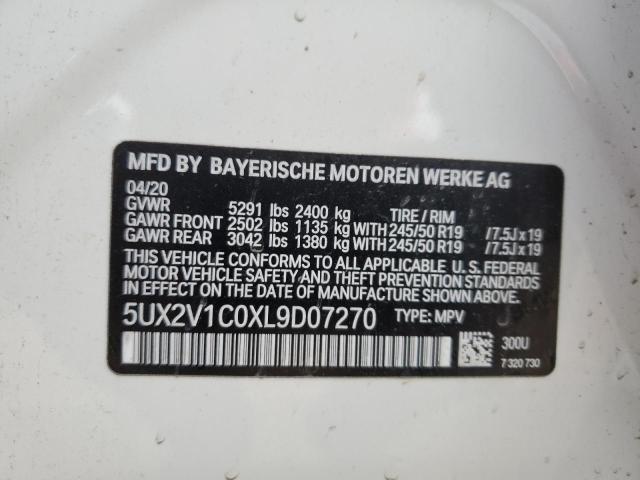 MFD BY BAYERISCHE MOTOREN WERKE AG
04/20
GVWR 5291 lbs 2400 kg TIRE / RIM
GAWR FRONT 2502 lbs 1135 kg WITH 245/50 R19 /7.5J x 19
GAWR REAR 3042 lbs 1380 kg WITH 245/50 R19 /7.5J x 19
THIS VEHICLE CONFORMS TO ALL APPLICABLE U. S. FEDERAL
MOTOR VEHICLE SAFETY AND THEFT PREVENTION STANDARDS
IN EFFECT ON THE DATE OF MANUFACTURE SHOWN ABOVE.
5UX2V1C0XL9D07270 TYPE: MPV
300U
7 320 730